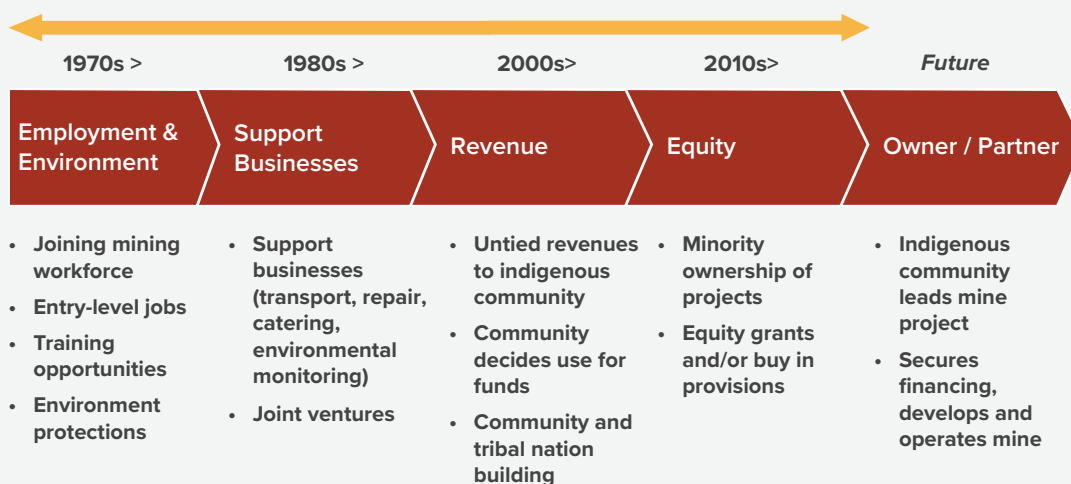 1970s >
1980s >
2000s>
2010s>
Future
Employment &
Environment
Support
Businesses
Revenue
Equity
Owner / Partner
• Joining mining
workforce
• Entry-level jobs
• Training
opportunities
• Environment
protections
• Support
businesses
(transport, repair,
catering,
environmental
monitoring)
• Joint ventures
• Untied revenues
to indigenous
community
• Community
decides use for
funds
• Community and
tribal nation
building
• Minority
ownership of
projects
• Equity grants
and/or buy in
provisions
• Indigenous
community
leads mine
project
• Secures
financing,
develops and
operates mine